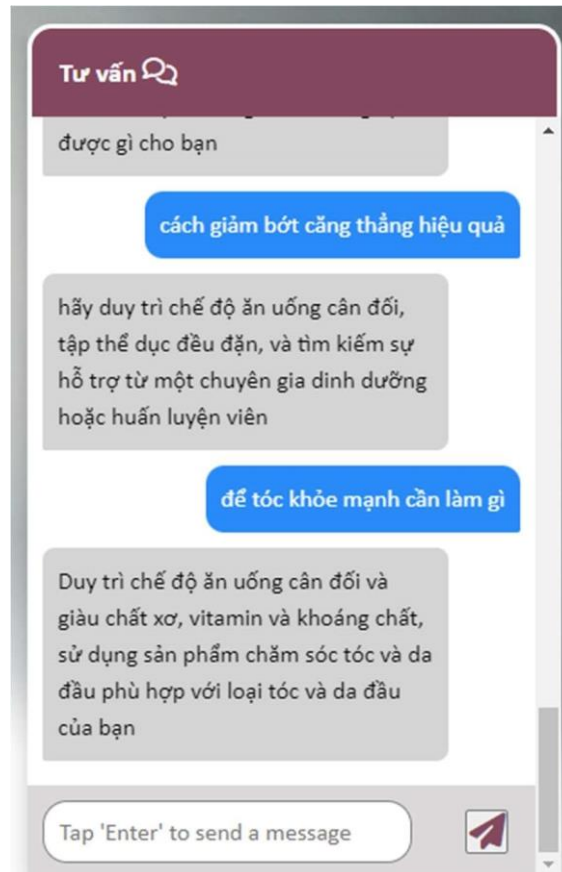 Tư vấn
được gì cho bạn
cách giảm bớt căng thẳng hiệu quả
hãy duy trì chế độ ăn uống cân đối,
tập thể dục đều đặn, và tìm kiếm sự
hỗ trợ từ một chuyên gia dinh dưỡng
hoặc huấn luyện viên
để tóc khỏe mạnh cần làm gì
Duy trì chế độ ăn uống cân đối và
giàu chất xơ, vitamin và khoáng chất,
sử dụng sản phẩm chăm sóc tóc và da
đầu phù hợp với loại tóc và da đầu
của bạn
Tap 'Enter' to send a message